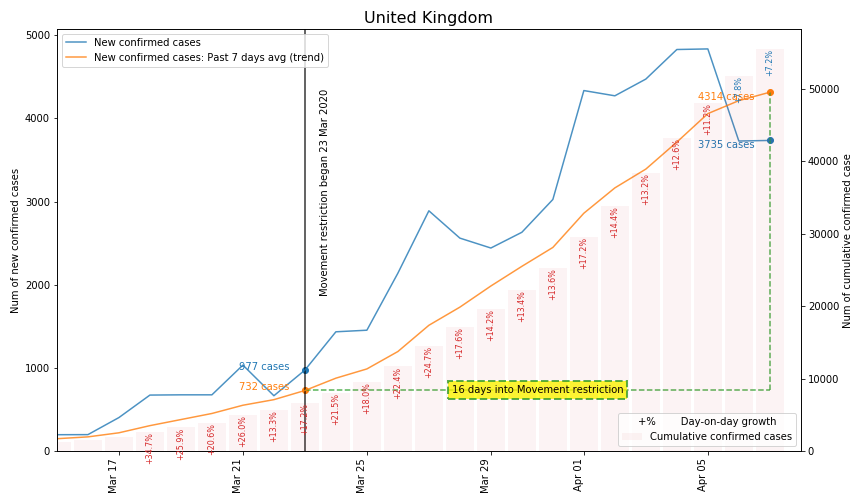 United Kingdom
New confirmed cases
New confirmed cases: Past 7 days avg (trend)
5000
4000
3000
2000
1000
0
Num of new confirmed cases
50000
40000
30000
20000
10000
0
Num of cumulative confirmed case
Movement restriction began 23 Mar 2020
977 cases
732 cases
4314 cases
3735 cases
16 days into Movement restriction
+34.7%
+25.9%
+20.6%
+26.0%
+13.3%
+17.2%
+21.5%
+18.0%
+22.4%
+24.7%
+17.6%
+14.2%
+13.4%
+13.6%
+17.2%
+14.4%
+13.2%
+12.6%
+11.2%
+7.2%
+% Day-on-day growth
Cumulative confirmed cases
Mar 17
Mar 21
Mar 25
Mar 29
Apr 01
Apr 05